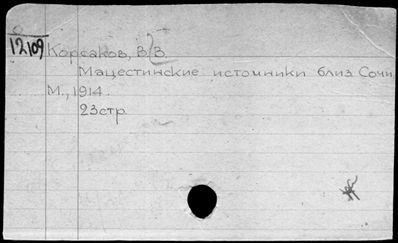 12109
Корсаков, В. В.
Мацестинские источники близ Сочи
М., 1914.
23стр.